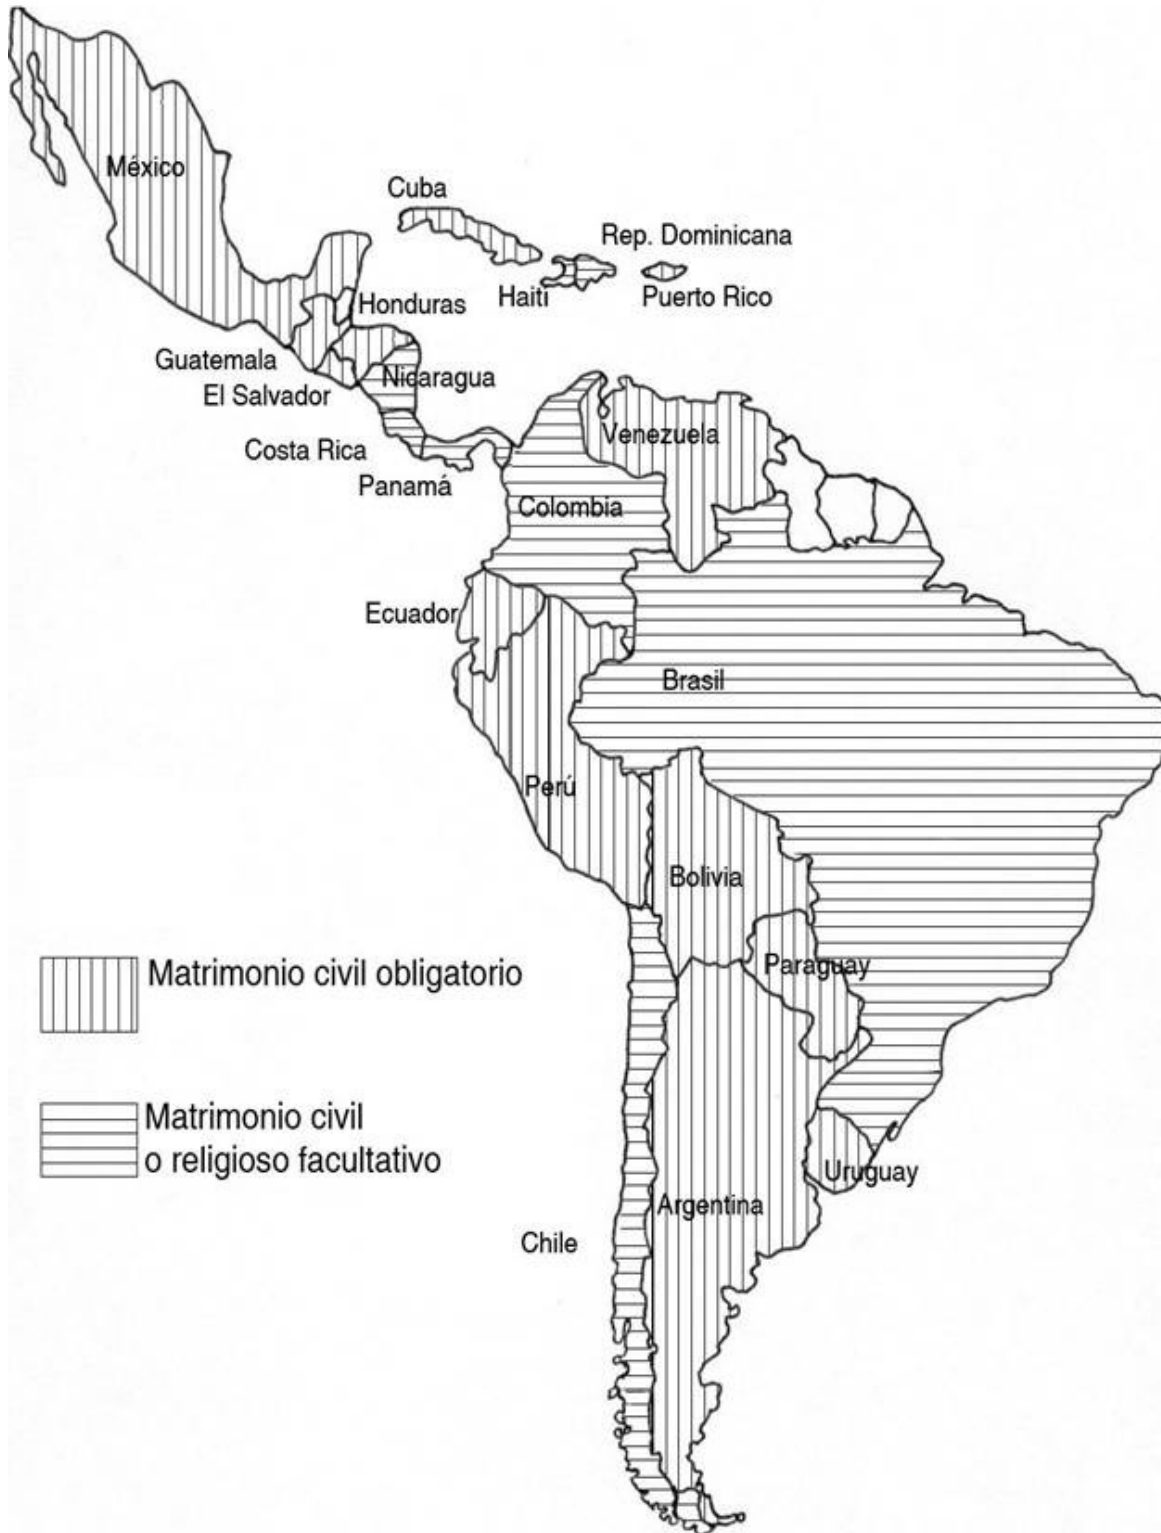 México
Cuba
Rep. Dominicana
Haití
Puerto Rico
Honduras
Guatemala
Nicaragua
El Salvador
Venezuela
Costa Rica
Panamá
Colombia
Ecuador
Brasil
Perú
Bolivia
Paraguay
Matrimonio civil obligatorio
Matrimonio civil
o religioso facultativo
Uruguay
Argentina
Chile